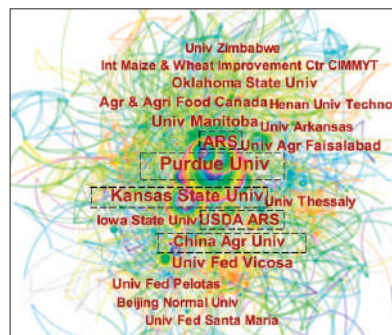 Univ Zimbabwe
Int Maize & Wheat Improvement Ctr CIMMYT
Oklahoma State Univ
Agr & Agri Food Canada
Henan Univ Techno
Univ Manitoba
Univ Arkansas
ARS
Univ Agr Faisalabad
Purdue Univ
Kansas State Univ
Univ Thessaly
Iowa State Univ
USDA ARS
China Agr Univ
Univ Fed Vicosa
Univ Fed Pelotas
Beijing Normal Univ
Univ Fed Santa Maria